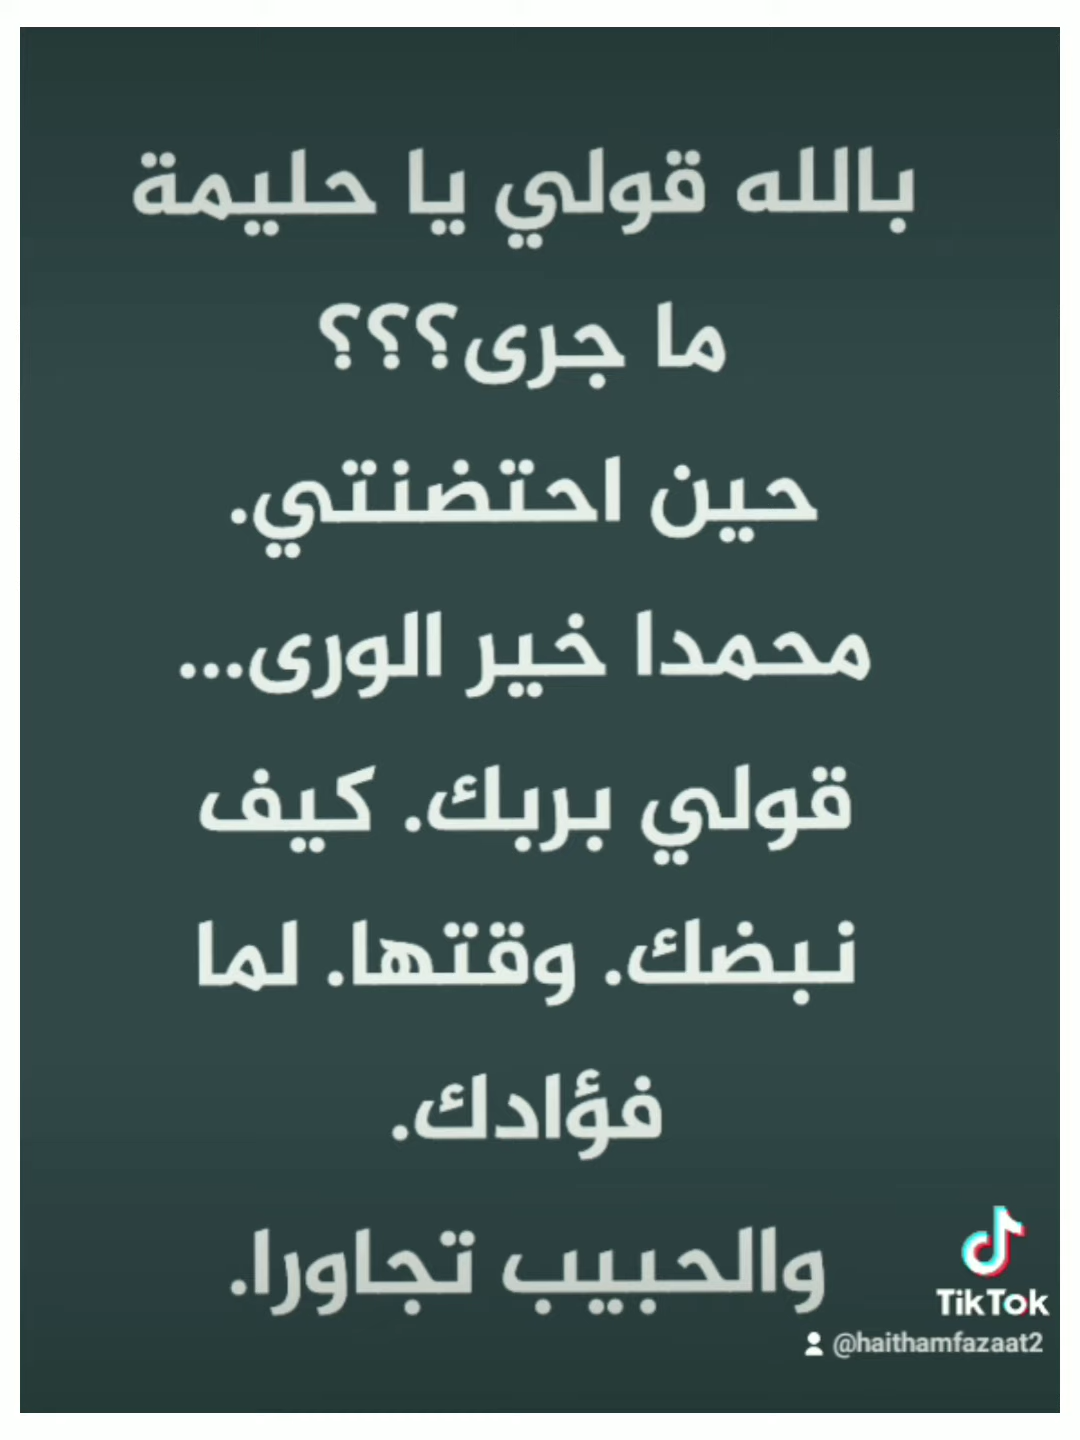 بالله قولي يا حليمة
ما جرى؟؟؟
حين احتضنتي.
محمدا خير الورى...
قولي بربك. كيف
نبضك. وقتها. لما
فؤادك.
والحبيب تجاورا.
TikTok
@haithamfazaat2